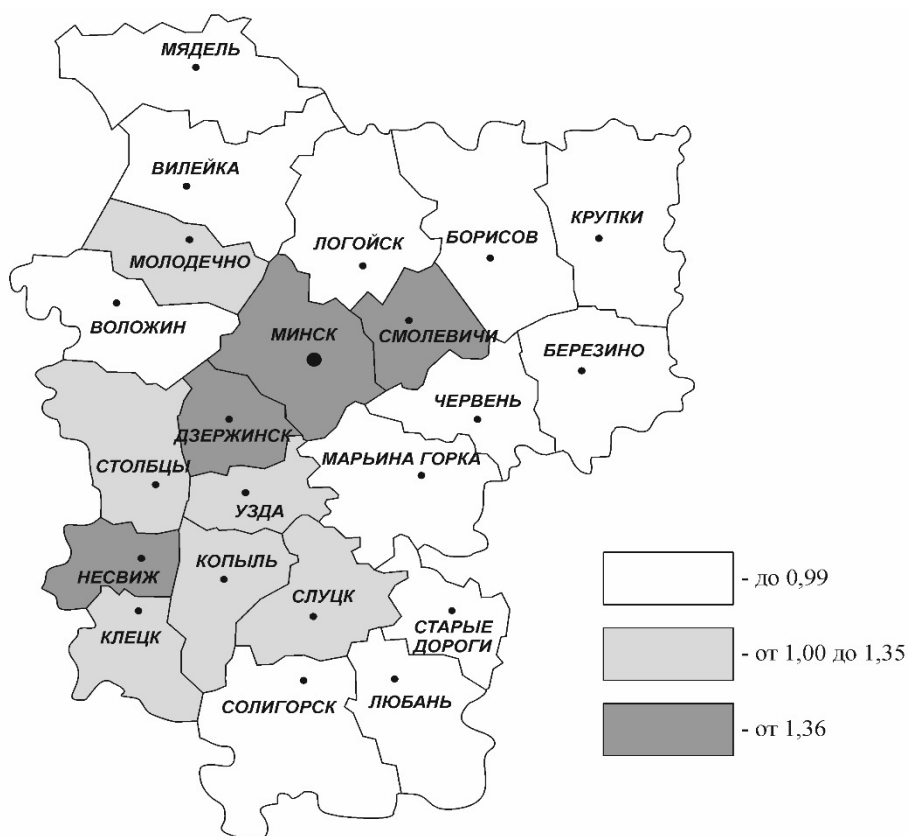 МЯДЕЛЬ
ВИЛЕЙКА
КРУПКИ
БОРИСОВ
ЛОГОЙСК
МОЛОДЕЧНО
ВОЛОЖИН
МИНСК
СМОЛЕВИЧИ
БЕРЕЗИНО
ЧЕРВЕНЬ
ДЗЕРЖИНСК
МАРЬИНА ГОРКА
СТОЛБЦЫ
УЗДА
НЕСВИЖ
КОПЫЛЬ
СЛУЦК
КЛЕЦК
СТАРЫЕ
ДОРОГИ
СОЛИГОРСК
ЛЮБАНЬ
- до 0,99
- от 1,00 до 1,35
- от 1,36